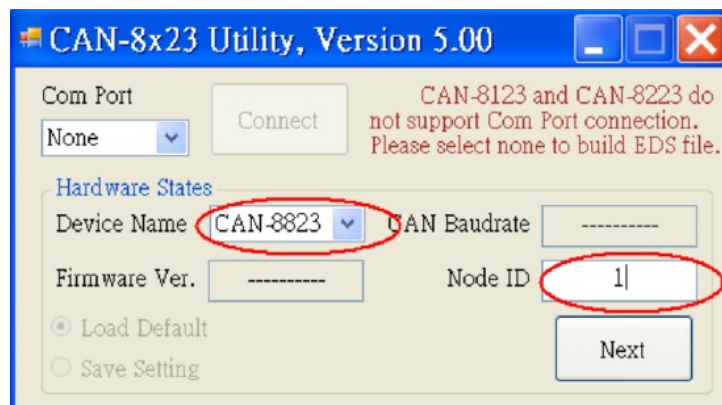 CAN-8x23 Utility, Version 5.00
Com Port
None
Connect
CAN-8123 and CAN-8223 do
not support Com Port connection.
Please select none to build EDS file.
Hardware States
Device Name CAN-8823 CAN Baudrate ----------
Firmware Ver. ---------- Node ID 1
Load Default
Save Setting
Next